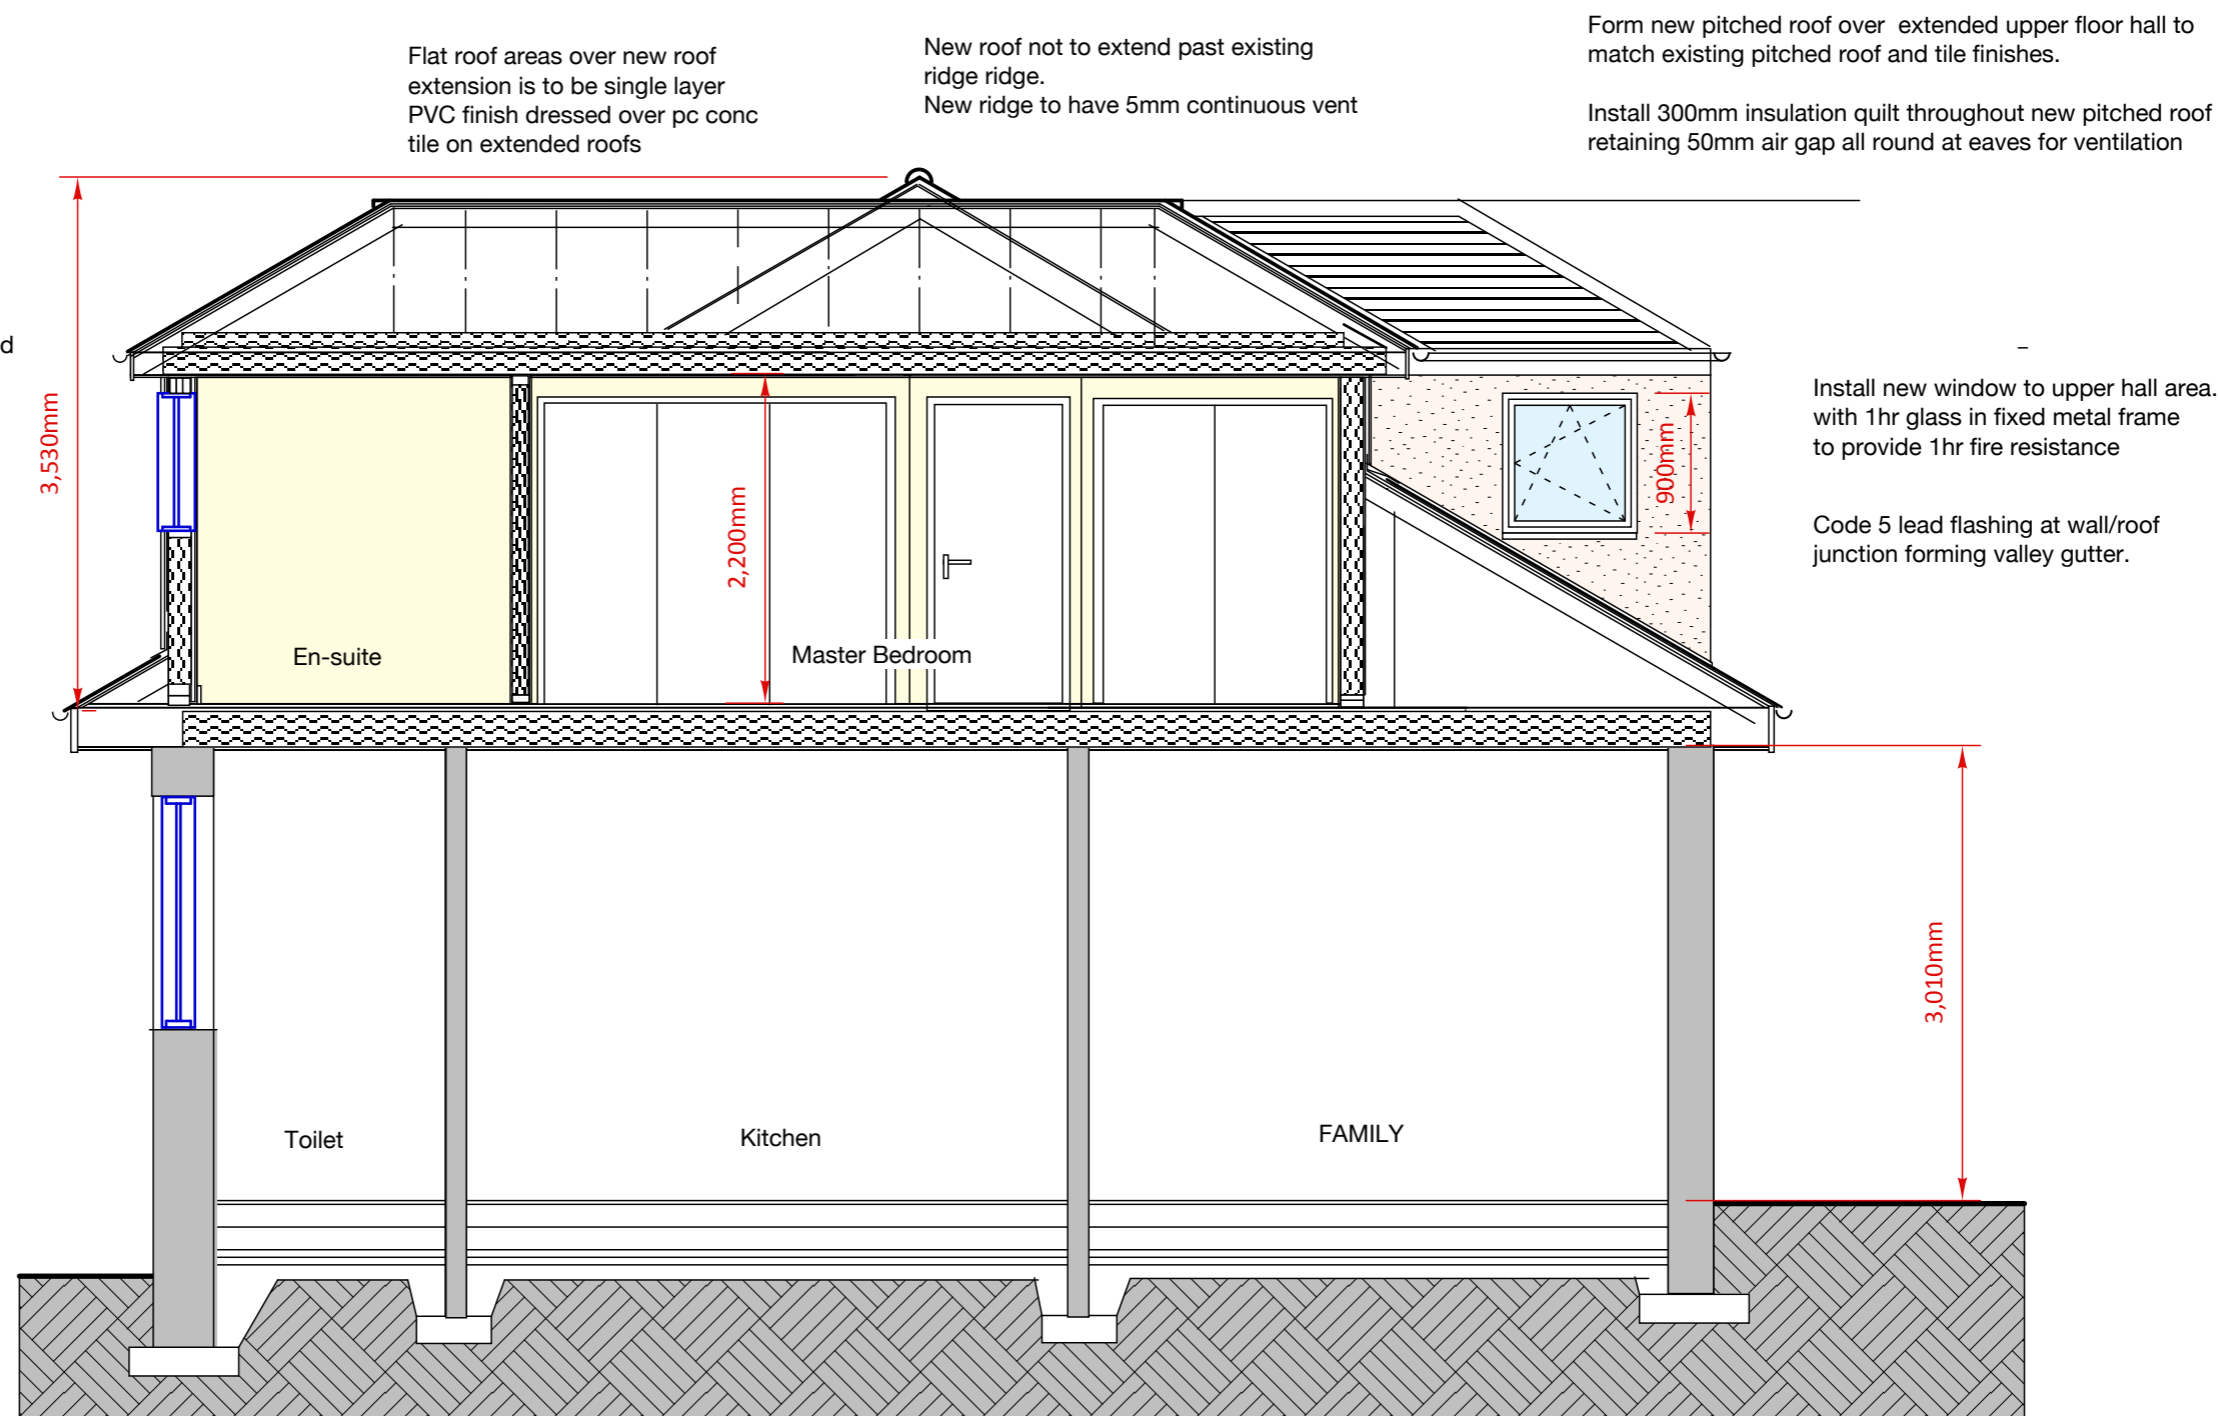 Flat roof areas over new roof
extension is to be single layer
PVC finish dressed over pc conc
tile on extended roofs
New roof not to extend past existing
ridge ridge.
New ridge to have 5mm continuous vent
Form new pitched roof over extended upper floor hall to
match existing pitched roof and tile finishes.
Install 300mm insulation quilt throughout new pitched roof
retaining 50mm air gap all round at eaves for ventilation
d
3,530mm
2,200mm
900mm
Install new window to upper hall area.
with 1hr glass in fixed metal frame
to provide 1hr fire resistance
Code 5 lead flashing at wall/roof
junction forming valley gutter.
En-suite
Master Bedroom
3,010mm
Toilet
Kitchen
FAMILY